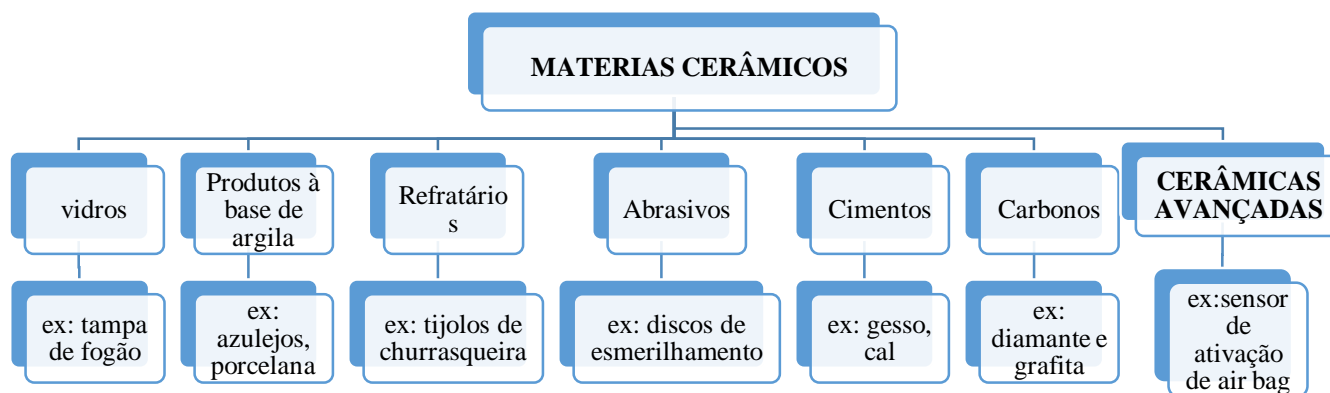 MATERIAS CERÂMICOS
vidros
Produtos à
base de
argila
Refratário
s
Abrasivos
Cimentos
Carbonos
CERÂMICAS
AVANÇADAS
ex: tampa
de fogão
ex:
azulejos,
porcelana
ex: tijolos de
churrasqueira
ex: discos de
esmerilhamento
ex: gesso,
cal
ex:
diamante e
grafita
ex:sensor
de
ativação
de air bag